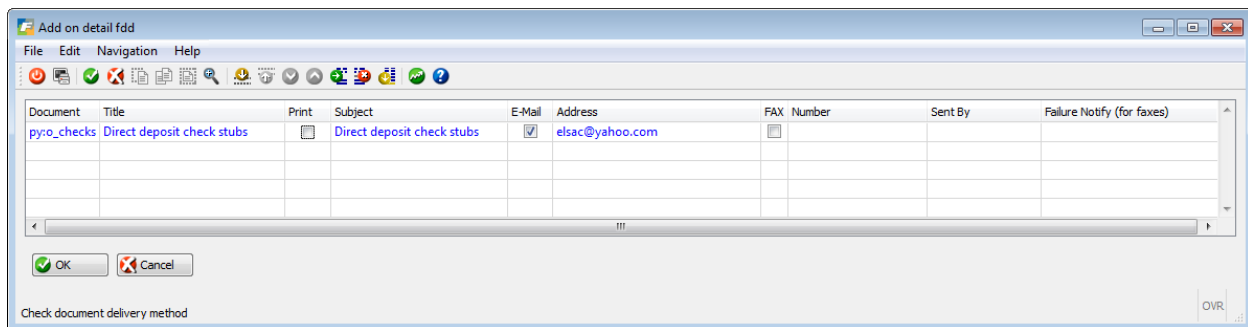 Add on detail fdd
File Edit Navigation Help
Document Title Print Subject E-Mail Address FAX Number Sent By Failure Notify (for faxes)
py:o_checks Direct deposit check stubs Direct deposit check stubs elsac@yahoo.com
OK Cancel
Check document delivery method OVR